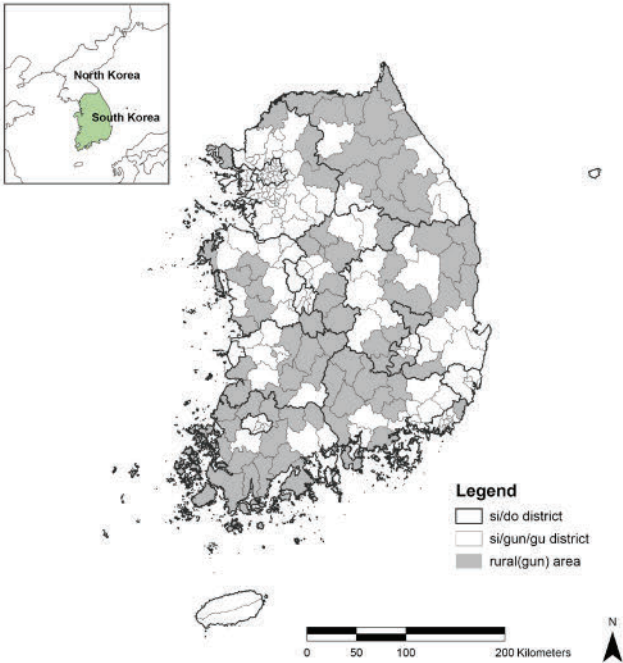 North Korea
South Korea
Legend
si/do district
si/gun/gu district
rural(gun) area
N
0 50 100 200 Kilometers